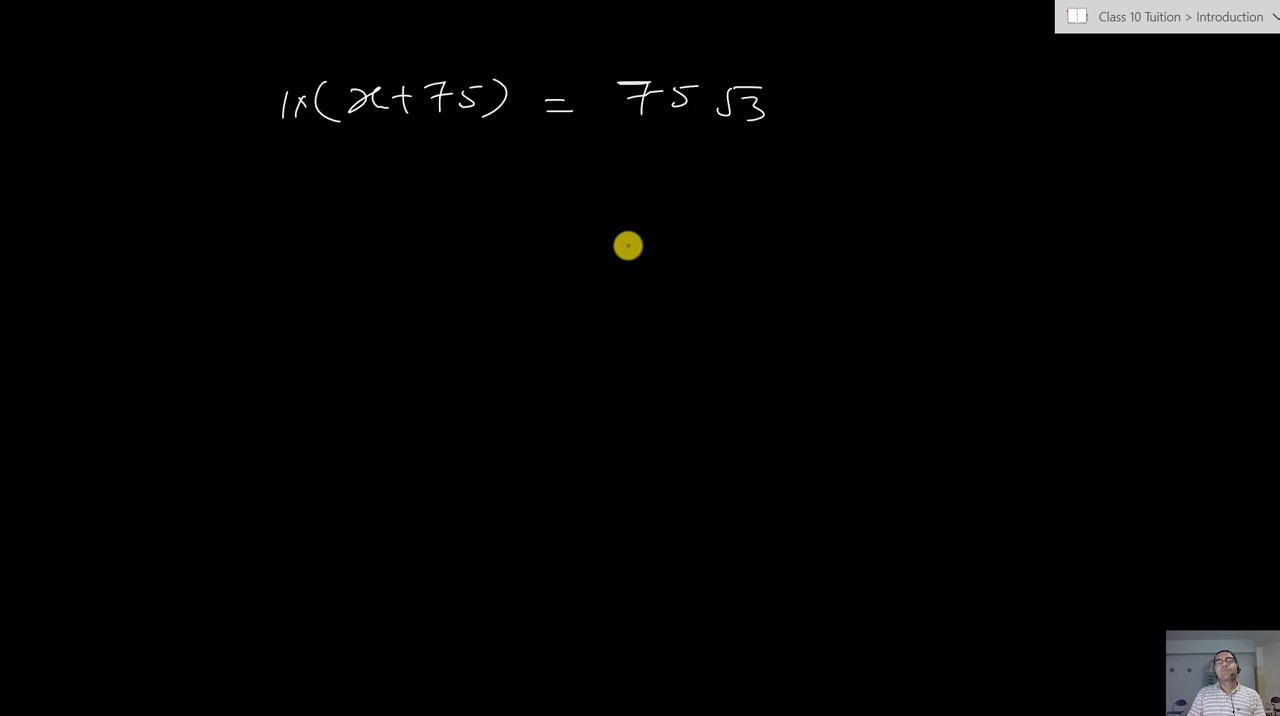 Class 10 Tuition > Introduction
1×(x+75) = 75 √3